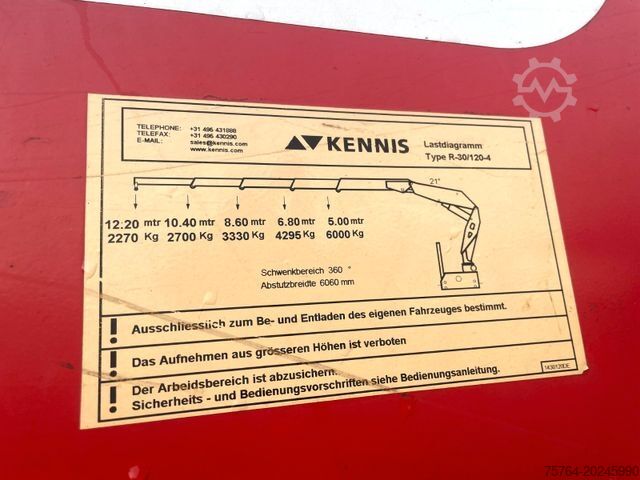 TELEPHONE: +31 495 431888
TELEFAX: +31 495 430290
E-MAIL: sales@kennis.com
www.kennis.com
KENNIS
Lastdiagramm
Type R-30/120-4
21°
12.20 mtr 10.40 mtr 8.60 mtr 6.80 mtr 5.00 mtr
2270 Kg 2700 Kg 3330 Kg 4295 Kg 6000 Kg
Schwenkbereich 360 °
Abstutzbreidte 6060 mm
! Ausschliesslich zum Be- und Entladen des eigenen Fahrzeuges bestimmt.
! Das Aufnehmen aus grösseren Höhen ist verboten
! Der Arbeitsbereich ist abzusichern.
Sicherheits - und Bedienungsvorschriften siehe Bedienungsanleitung.
1430120DE
75764-20245990